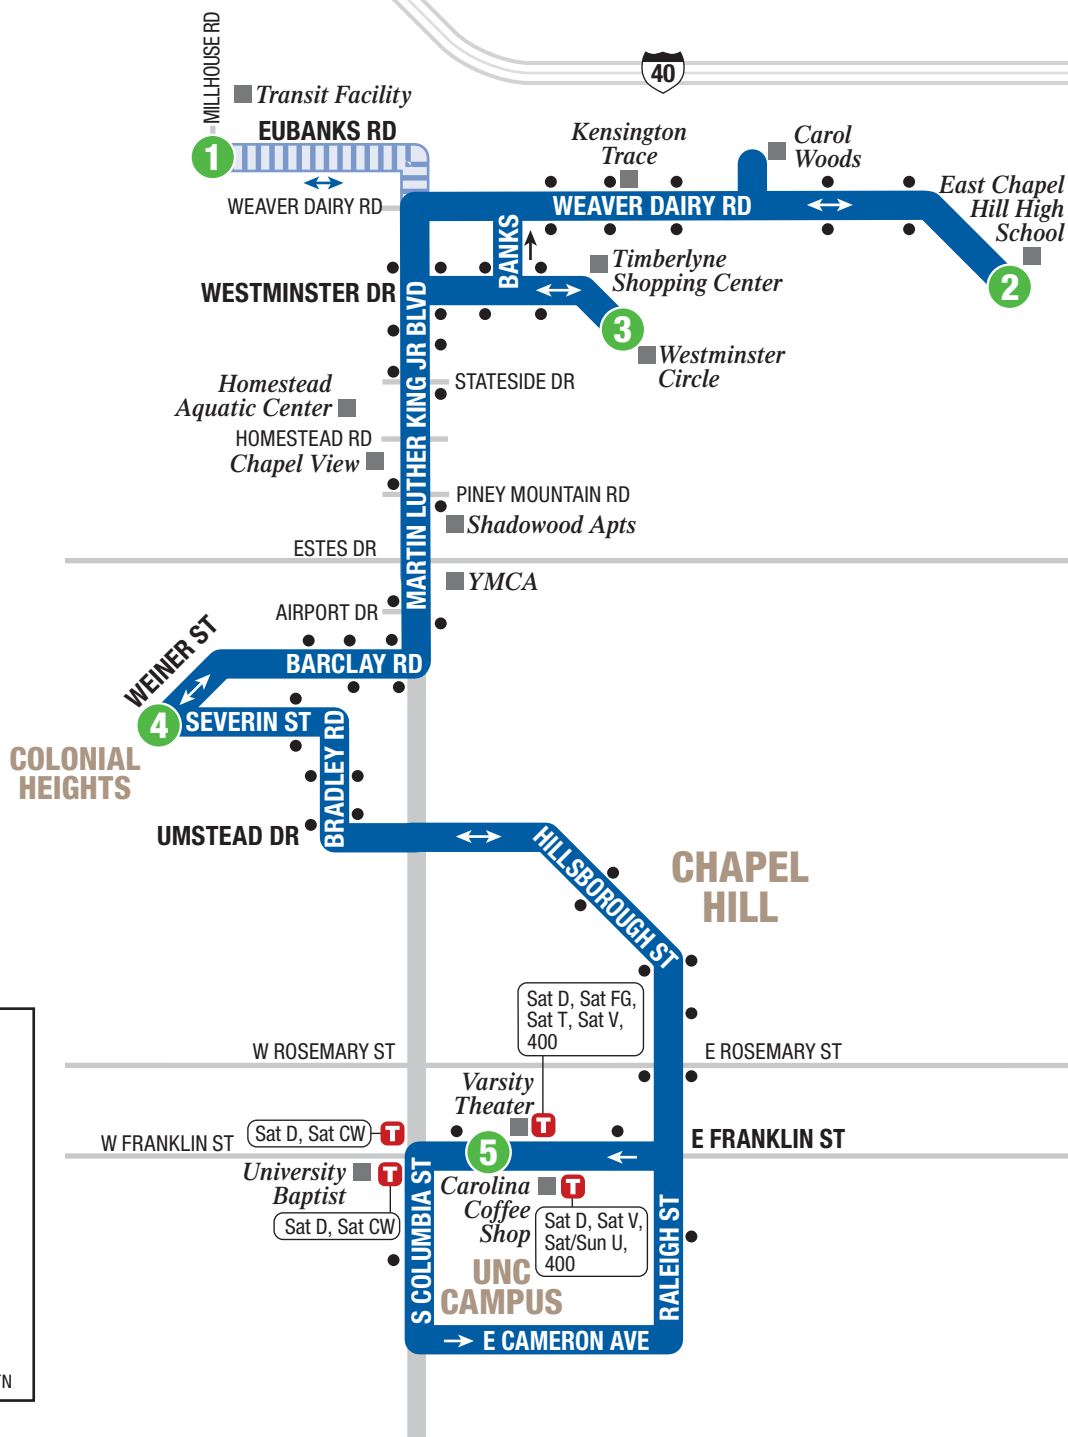 MILLHOUSE RD
Transit Facility
40
EUBANKS RD
1
Kensington
Trace
Carol
Woods
East Chapel
Hill High
School
WEAVER DAIRY RD
WEAVER DAIRY RD
BANKS
2
Timberlyne
Shopping Center
WESTMINSTER DR
3
Westminster
Circle
MARTIN LUTHER KING JR BLVD
STATESIDE DR
Homestead
Aquatic Center
HOMESTEAD RD
Chapel View
PINEY MOUNTAIN RD
Shadowood Apts
ESTES DR
YMCA
AIRPORT DR
WEINER ST
BARCLAY RD
4
SEVERIN ST
BRADLEY RD
COLONIAL
HEIGHTS
UMSTEAD DR
HILLSBOROUGH ST
CHAPEL
HILL
Sat D, Sat FG,
Sat T, Sat V,
400
W ROSEMARY ST
E ROSEMARY ST
Varsity
Theater
T
Sat D, Sat CW
T
W FRANKLIN ST
5
E FRANKLIN ST
University
Baptist
T
Sat D, Sat CW
Carolina
Coffee
Shop
T
Sat D, Sat V,
Sat/Sun U,
400
S COLUMBIA ST
RALEIGH ST
UNC
CAMPUS
E CAMERON AVE